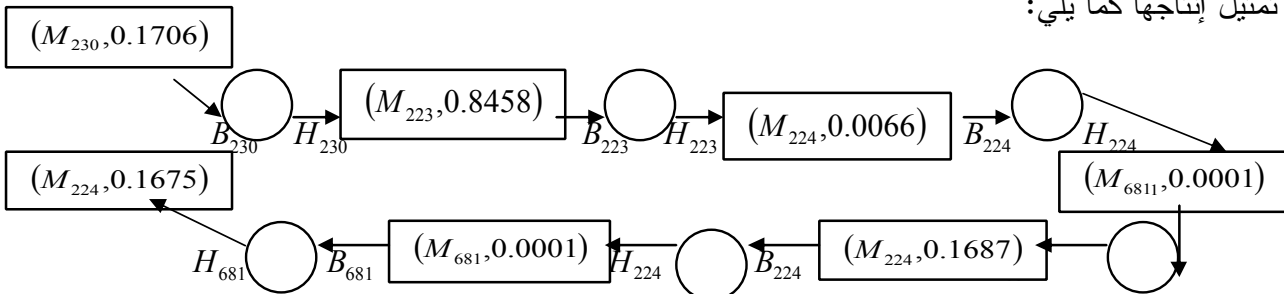 تمثيل إنتاجها كما يلي:
(M₂₃₀,0.1706)
B₂₃₀ H₂₃₀ (M₂₂₃,0.8458) B₂₂₃ H₂₂₃ (M₂₂₄,0.0066) B₂₂₄ H₂₂₄
(M₆₈₁₁,0.0001)
(M₂₂₄,0.1675)
H₆₈₁ B₆₈₁ (M₆₈₁,0.0001) H₂₂₄ B₂₂₄ (M₂₂₄,0.1687)